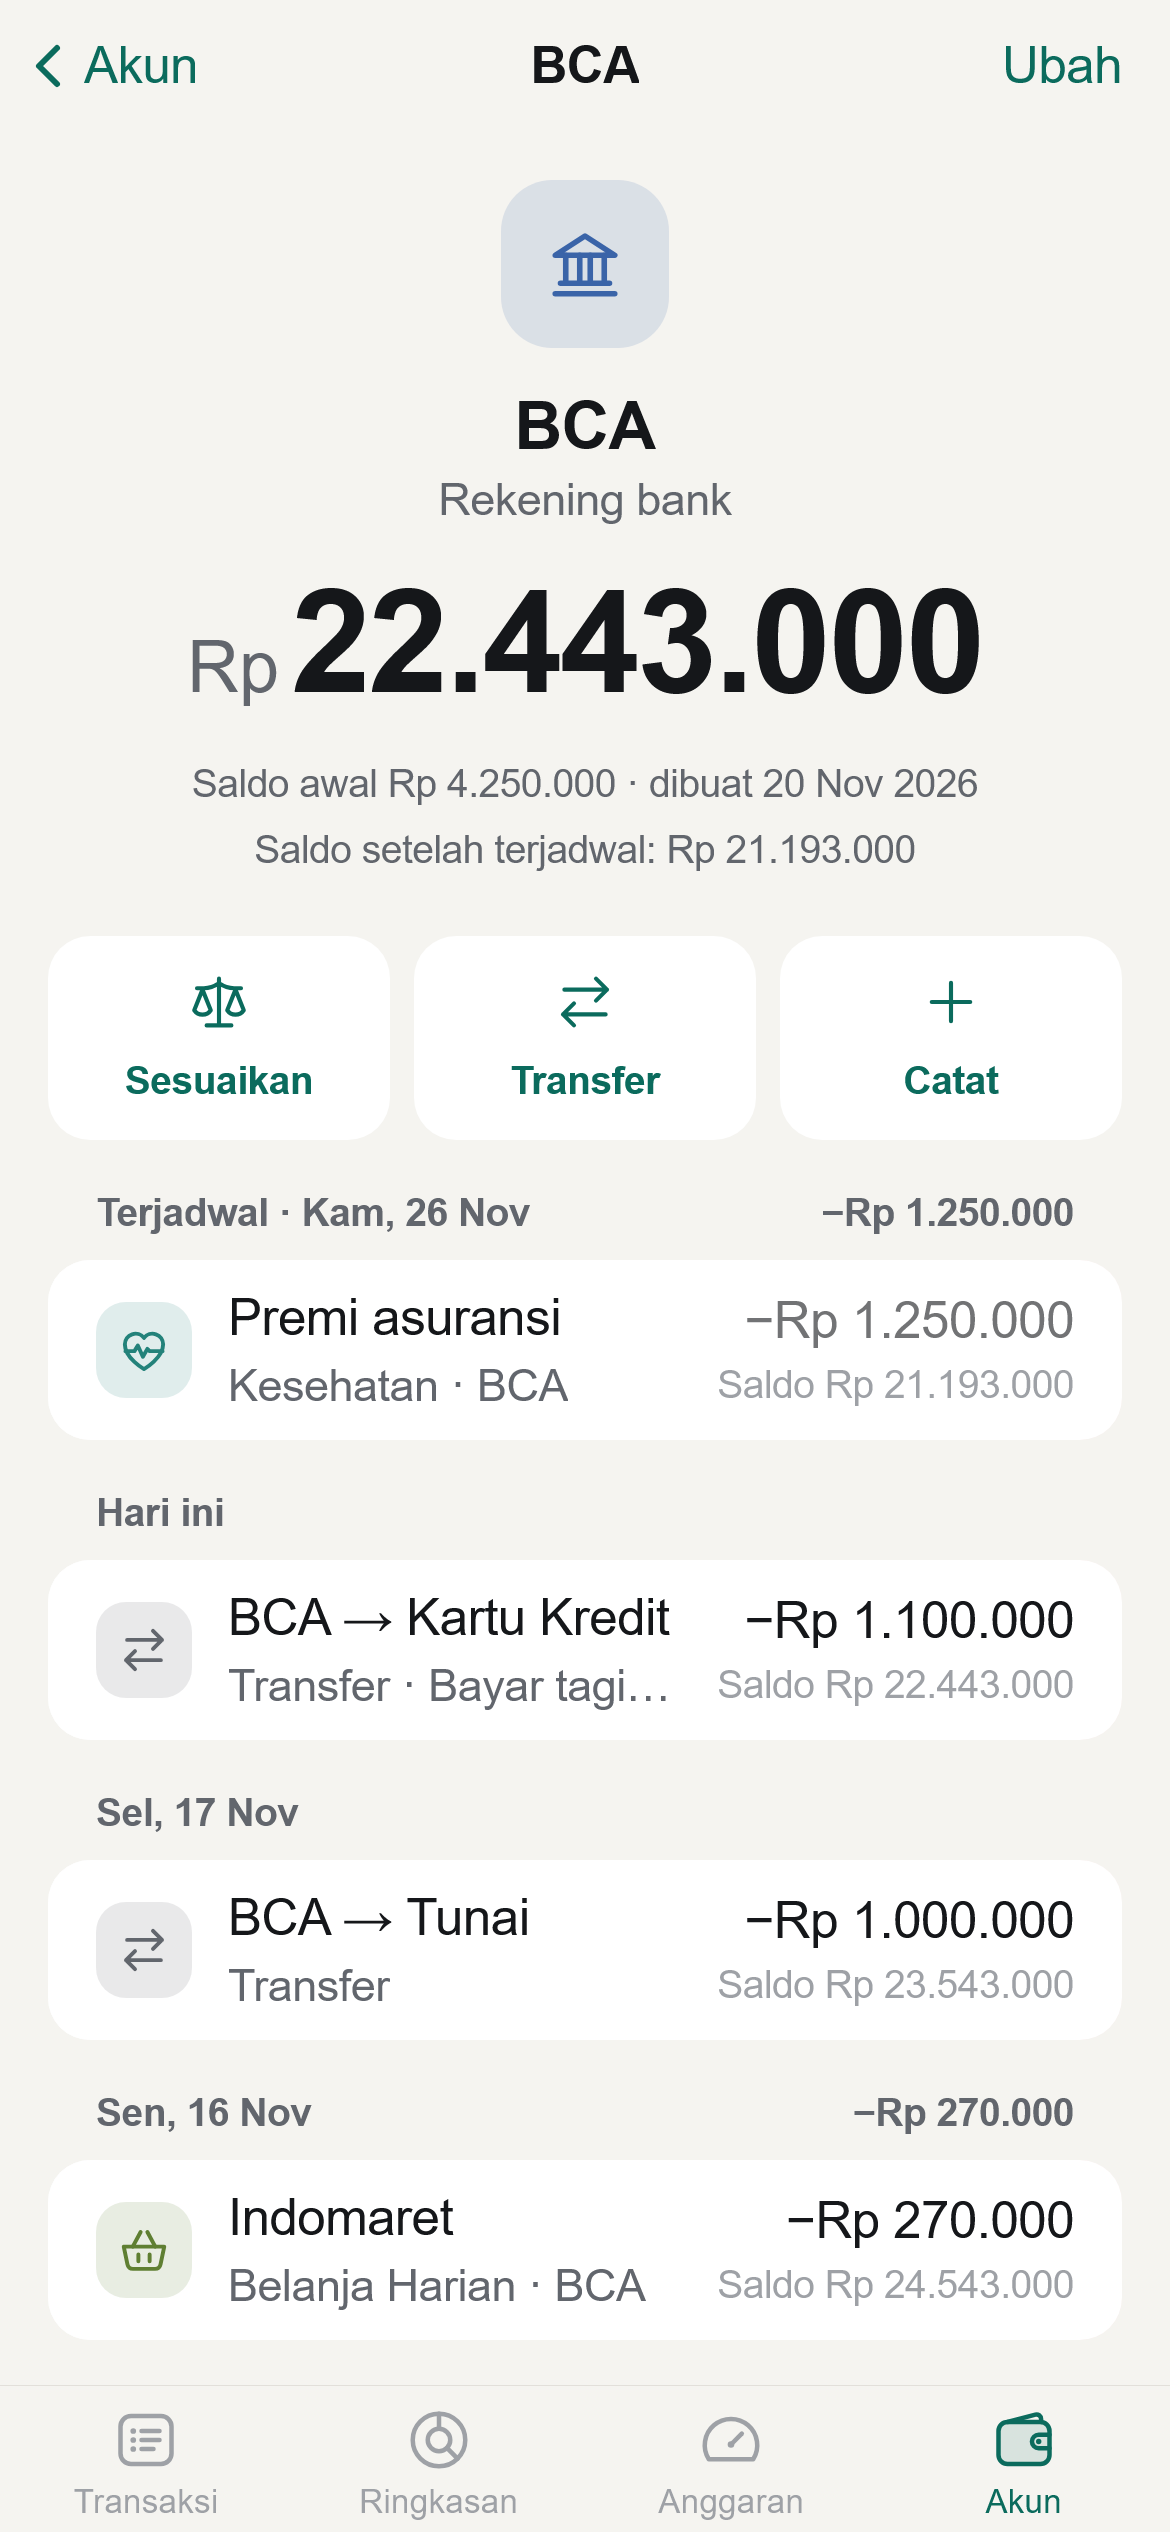 Akun
BCA
Ubah
BCA
Rekening bank
Rp 22.443.000
Saldo awal Rp 4.250.000 · dibuat 20 Nov 2026
Saldo setelah terjadwal: Rp 21.193.000
Sesuaikan
Transfer
Catat
Terjadwal · Kam, 26 Nov
−Rp 1.250.000
Premi asuransi
−Rp 1.250.000
Kesehatan · BCA
Saldo Rp 21.193.000
Hari ini
BCA → Kartu Kredit
−Rp 1.100.000
Transfer · Bayar tagi…
Saldo Rp 22.443.000
Sel, 17 Nov
BCA → Tunai
−Rp 1.000.000
Transfer
Saldo Rp 23.543.000
Sen, 16 Nov
−Rp 270.000
Indomaret
−Rp 270.000
Belanja Harian · BCA
Saldo Rp 24.543.000
Transaksi
Ringkasan
Anggaran
Akun